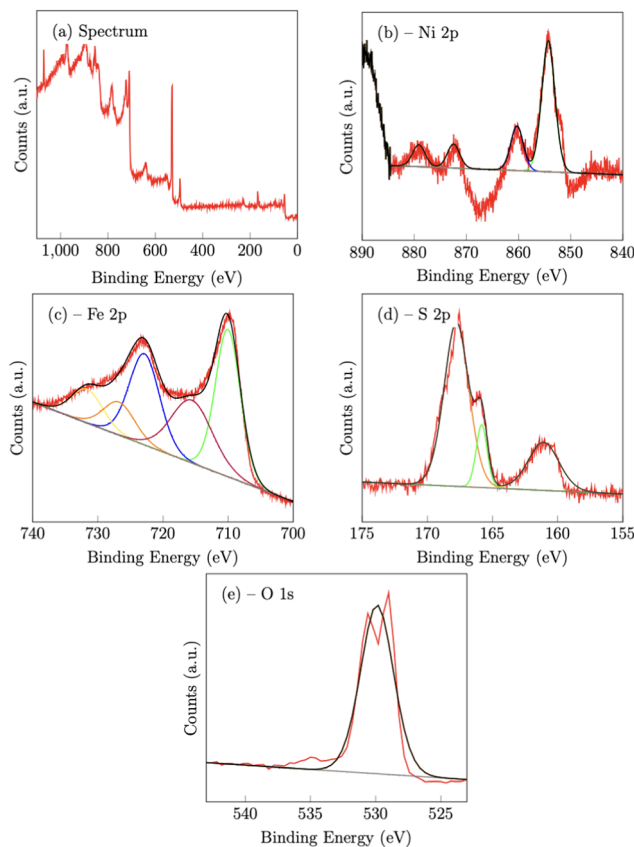 (a) Spectrum
Counts (a.u.)
1,000 800 600 400 200 0
Binding Energy (eV)
(b) – Ni 2p
Counts (a.u.)
890 880 870 860 850 840
Binding Energy (eV)
(c) – Fe 2p
Counts (a.u.)
740 730 720 710 700
Binding Energy (eV)
(d) – S 2p
Counts (a.u.)
175 170 165 160 155
Binding Energy (eV)
(e) – O 1s
Counts (a.u.)
540 535 530 525
Binding Energy (eV)